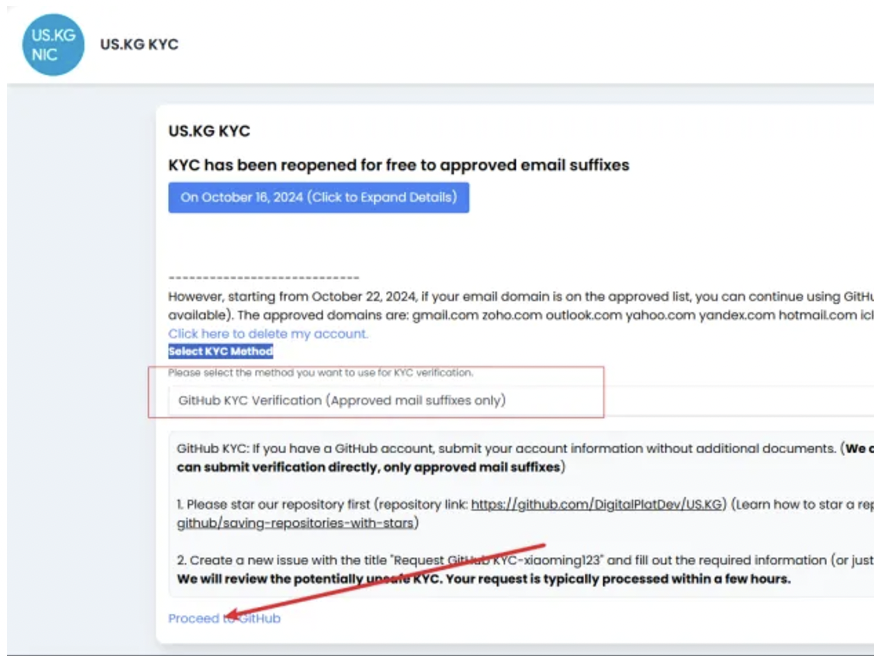 US.KG
NIC
US.KG KYC
US.KG KYC
KYC has been reopened for free to approved email suffixes
On October 16, 2024 (Click to Expand Details)
----------------------------
However, starting from October 22, 2024, if your email domain is on the approved list, you can continue using GitHu
available). The approved domains are: gmail.com zoho.com outlook.com yahoo.com yandex.com hotmail.com icl
Click here to delete my account.
Select KYC Method
Please select the method you want to use for KYC verification.
GitHub KYC Verification (Approved mail suffixes only)
GitHub KYC: If you have a GitHub account, submit your account information without additional documents. (We a
can submit verification directly, only approved mail suffixes)
1. Please star our repository first (repository link: https://github.com/DigitalPlatDev/US.KG) (Learn how to star a rep
github/saving-repositories-with-stars)
2. Create a new issue with the title "Request GitHub KYC-xiaoming123" and fill out the required information (or just
We will review the potentially unsafe KYC. Your request is typically processed within a few hours.
Proceed to GitHub